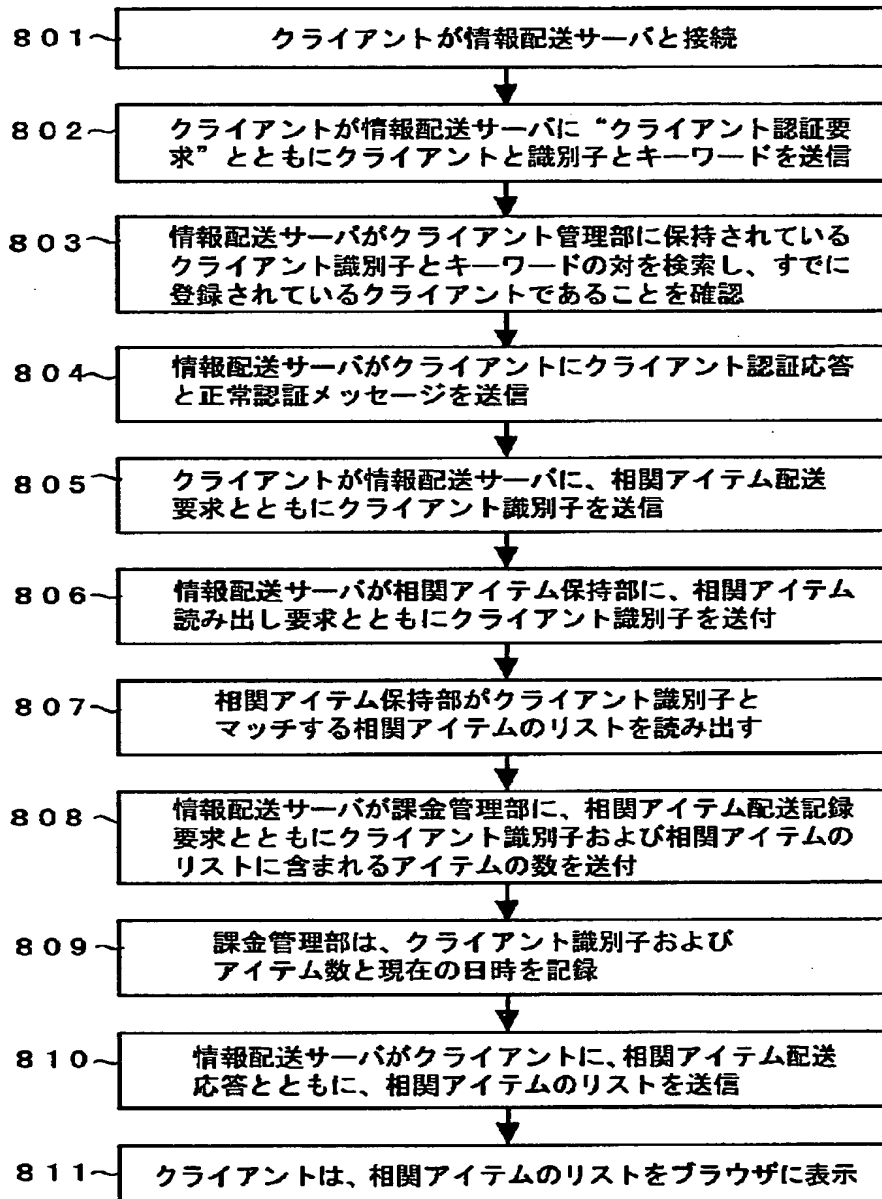 801 クライアントが情報配送サーバと接続
802 クライアントが情報配送サーバに“クライアント認証要
求”とともにクライアントと識別子とキーワードを送信
803 情報配送サーバがクライアント管理部に保持されている
クライアント識別子とキーワードの対を検索し、すでに
登録されているクライアントであることを確認
804 情報配送サーバがクライアントにクライアント認証応答
と正常認証メッセージを送信
805 クライアントが情報配送サーバに、相関アイテム配送
要求とともにクライアント識別子を送信
806 情報配送サーバが相関アイテム保持部に、相関アイテム
読み出し要求とともにクライアント識別子を送付
807 相関アイテム保持部がクライアント識別子と
マッチする相関アイテムのリストを読み出す
808 情報配送サーバが課金管理部に、相関アイテム配送記録
要求とともにクライアント識別子および相関アイテムの
リストに含まれるアイテムの数を送付
809 課金管理部は、クライアント識別子および
アイテム数と現在の日時を記録
810 情報配送サーバがクライアントに、相関アイテム配送
応答とともに、相関アイテムのリストを送信
811 クライアントは、相関アイテムのリストをブラウザに表示